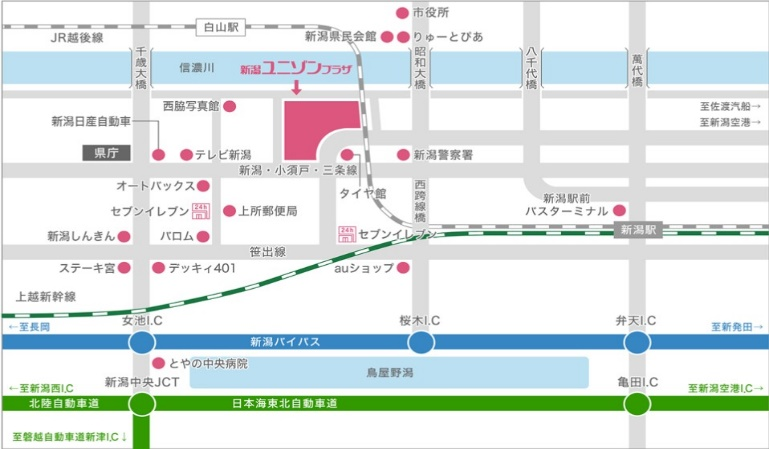 市役所
白山駅
JR越後線
新潟県民会館
りゅーとぴあ
千歳大橋
昭和大橋
八千代橋
萬代橋
信濃川
新潟ユニゾンプラザ
西脇写真館
至佐渡汽船→
新潟日産自動車
至新潟空港→
県庁
テレビ新潟
新潟警察署
新潟・小須戸・三条線
オートバックス
タイヤ館
西跨線橋
新潟駅前
バスターミナル
セブンイレブン
24h
上所郵便局
24h
セブンイレブン
新潟駅
新潟しんきん
パロム
笹出線
ステーキ宮
デッキィ401
auショップ
上越新幹線
女池I.C
桜木I.C
弁天I.C
←至長岡
新潟バイパス
至新発田→
とやの中央病院
鳥屋野潟
新潟中央JCT
亀田I.C
←至新潟西I,C
至新潟空港I,C→
北陸自動車道
日本海東北自動車道
至磐越自動車道新津I,C↓